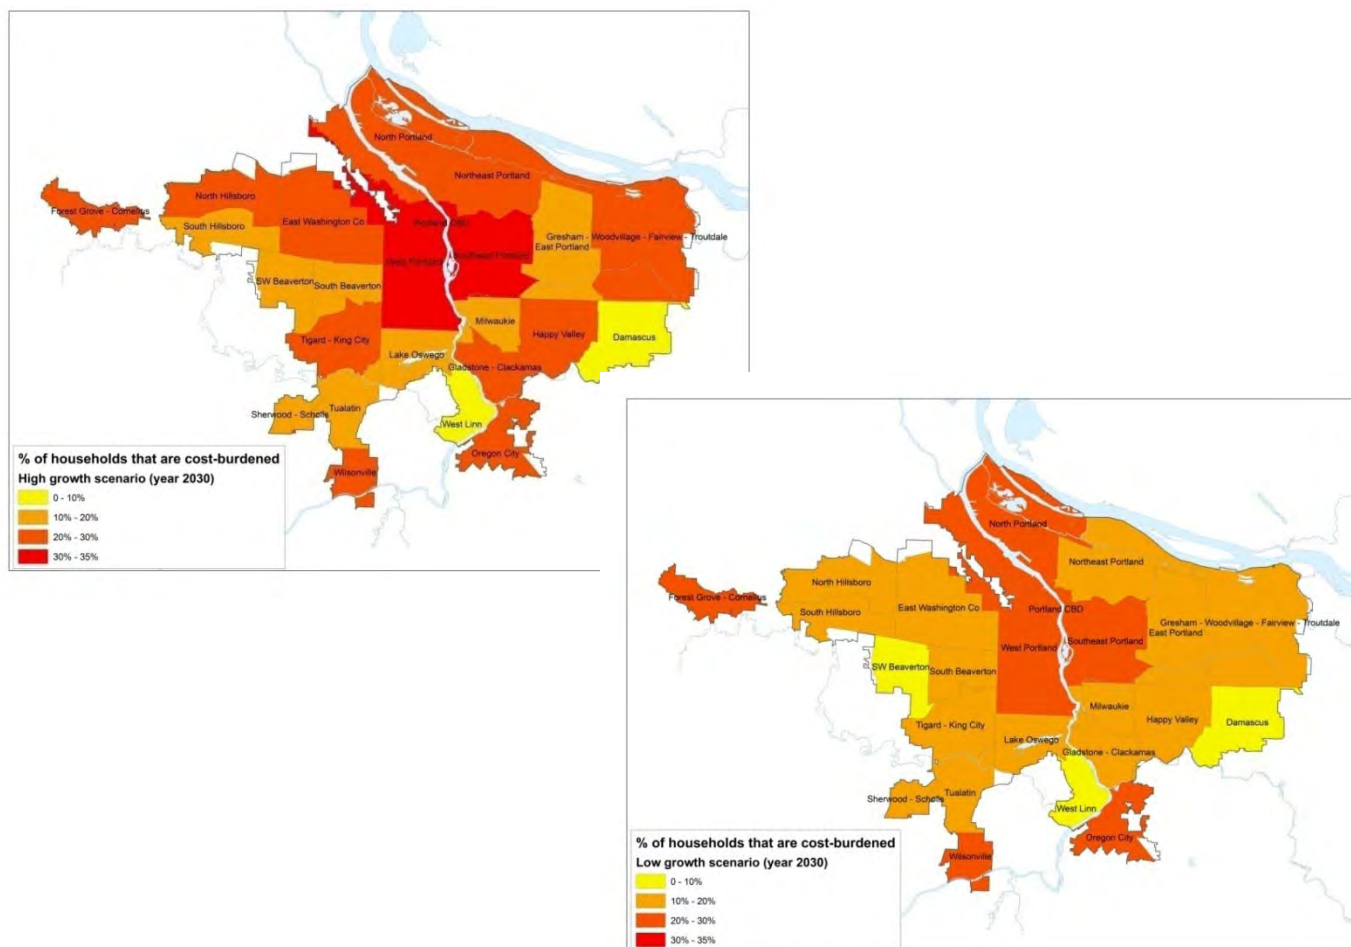 North Portland
Northeast Portland
North Hillsboro
Forest Grove - Cornelius
East Washington Co
Portland CBD
South Hillsboro
Gresham - Woodvillage - Fairview - Troutdale
East Portland
West Portland
Southeast Portland
SW Beaverton
South Beaverton
Milwaukie
Happy Valley
Damascus
Tigard - King City
Lake Oswego
Gladstone - Clackamas
Sherwood - Scholls
Tualatin
West Linn
Oregon City
Wilsonville
% of households that are cost-burdened
High growth scenario (year 2030)
0 - 10%
10% - 20%
20% - 30%
30% - 35%
North Portland
Northeast Portland
North Hillsboro
Forest Grove - Cornelius
East Washington Co
Portland CBD
South Hillsboro
Gresham - Woodvillage - Fairview - Troutdale
East Portland
West Portland
Southeast Portland
SW Beaverton
South Beaverton
Milwaukie
Happy Valley
Damascus
Tigard - King City
Lake Oswego
Gladstone - Clackamas
Sherwood - Scholls
Tualatin
West Linn
Oregon City
Wilsonville
% of households that are cost-burdened
Low growth scenario (year 2030)
0 - 10%
10% - 20%
20% - 30%
30% - 35%